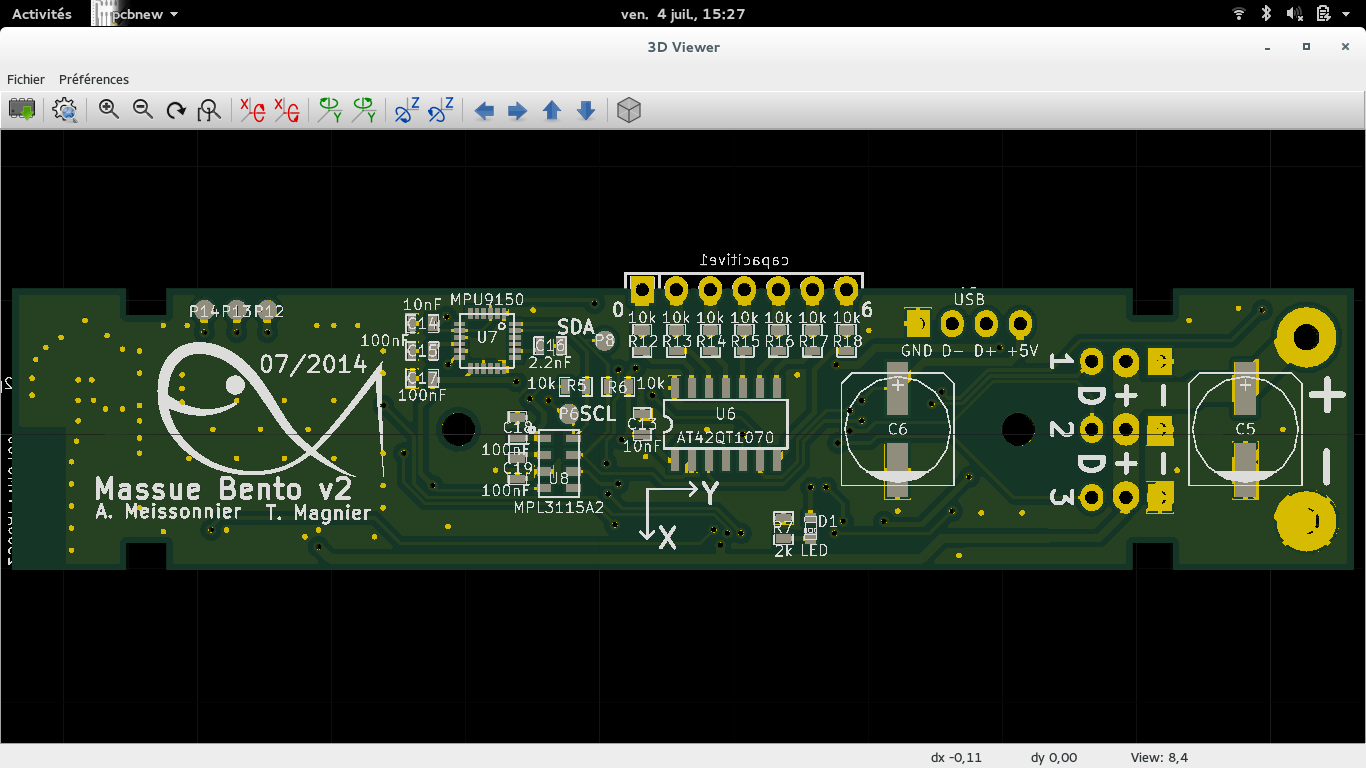 Activités
pcbnew
ven. 4 juil., 15:27
3D Viewer
Fichier Préférences
capacitive1
0
6
10k 10k 10k 10k 10k 10k 10k
R12 R13 R14 R15 R16 R17 R18
R14 R13 R12
10nF
MPU9150
C14
U7
100nF
C15
C17
100nF
SDA
P8
C16
2.2nF
10k R5 R6 10k
P6 SCL
C13
10nF
U6
AT42QT1070
C18
100nF
C19
100nF
U8
MPL3115A2
USB
GND D- D+ +5V
07/2014
Massue Bento v2
A. Meissonnier T. Magnier
Y
X
R7
2k
D1
LED
C6
+
1
D + -
2
D + -
3
C5
+
+
-
dx -0,11 dy 0,00 View: 8,4